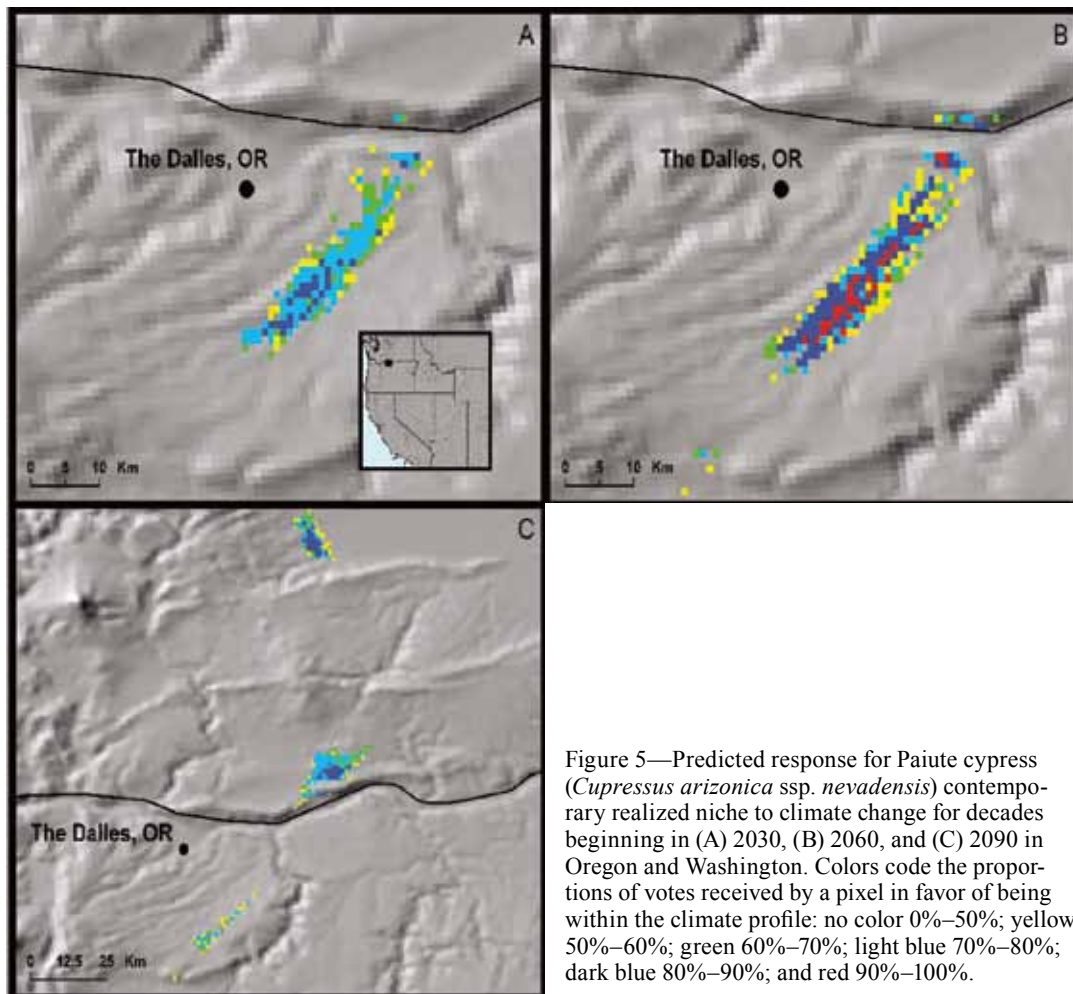 A
B
The Dalles, OR
The Dalles, OR
0 5 10 Km
0 5 10 Km
C
The Dalles, OR
0 12.5 25 Km
Figure 5—Predicted response for Paiute cypress
(Cupressus arizonica ssp. nevadensis) contempo-
rary realized niche to climate change for decades
beginning in (A) 2030, (B) 2060, and (C) 2090 in
Oregon and Washington. Colors code the propor-
tions of votes received by a pixel in favor of being
within the climate profile: no color 0%–50%; yellow
50%–60%; green 60%–70%; light blue 70%–80%;
dark blue 80%–90%; and red 90%–100%.